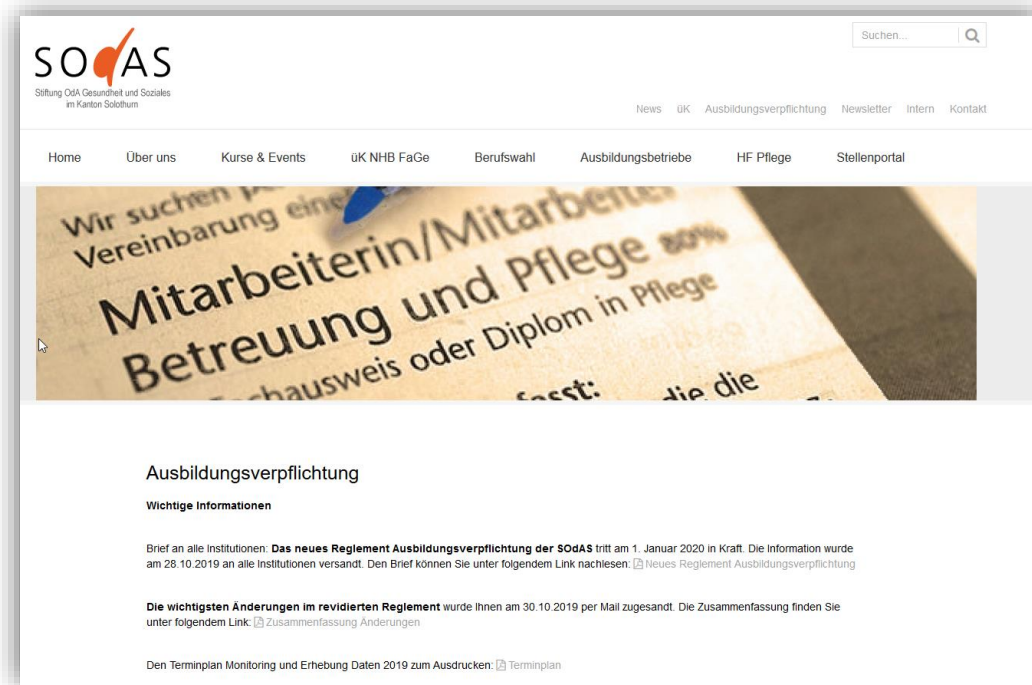 SOdAS
Stiftung OdA Gesundheit und Soziales
im Kanton Solothurn
Suchen...
News üK Ausbildungsverpflichtung Newsletter Intern Kontakt
Home Über uns Kurse & Events üK NHB FaGe Berufswahl Ausbildungsbetriebe HF Pflege Stellenportal
Wir suchen
Vereinbarung eine
Mitarbeiterin/Mitarbeiter
Betreuung und Pflege 80%
Fachausweis oder Diplom in Pflege
die die
Ausbildungsverpflichtung
Wichtige Informationen
Brief an alle Institutionen: Das neues Reglement Ausbildungsverpflichtung der SOdAS tritt am 1. Januar 2020 in Kraft. Die Information wurde
am 28.10.2019 an alle Institutionen versandt. Den Brief können Sie unter folgendem Link nachlesen: Neues Reglement Ausbildungsverpflichtung
Die wichtigsten Änderungen im revidierten Reglement wurde Ihnen am 30.10.2019 per Mail zugesandt. Die Zusammenfassung finden Sie
unter folgendem Link: Zusammenfassung Änderungen
Den Terminplan Monitoring und Erhebung Daten 2019 zum Ausdrucken: Terminplan